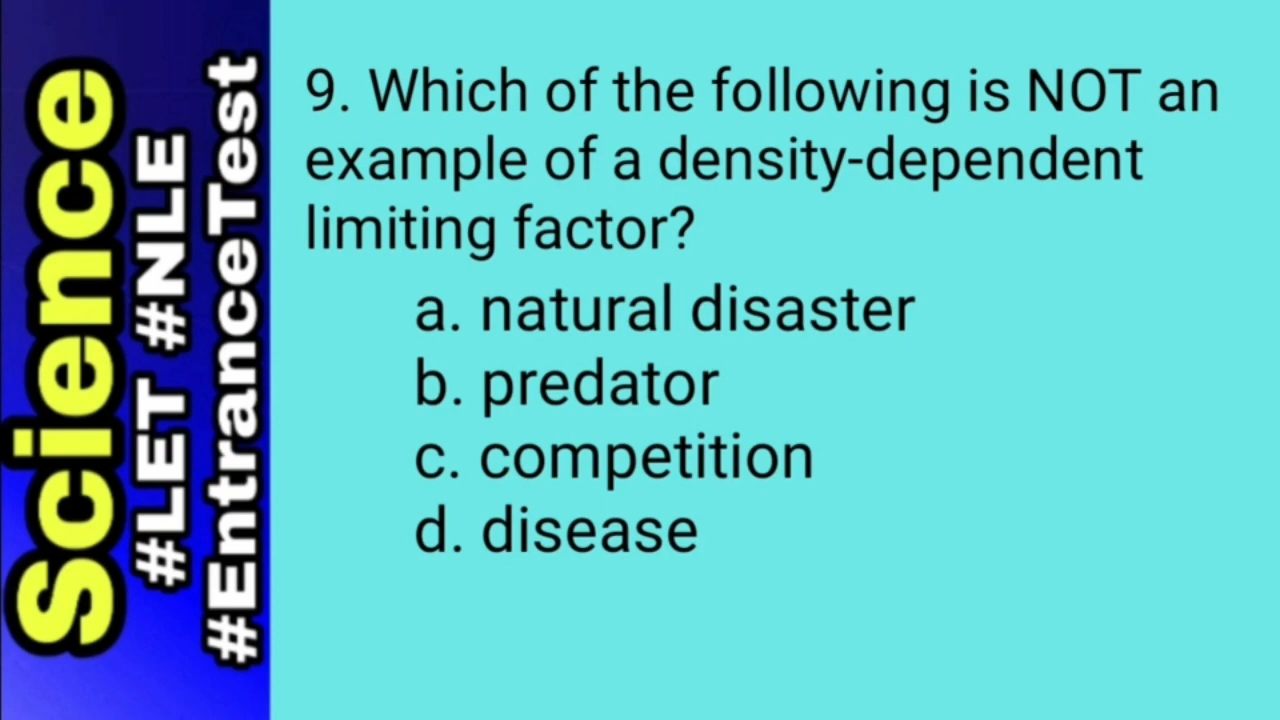 Science
#LET #NLE
#EntranceTest
9. Which of the following is NOT an
example of a density-dependent
limiting factor?
a. natural disaster
b. predator
c. competition
d. disease